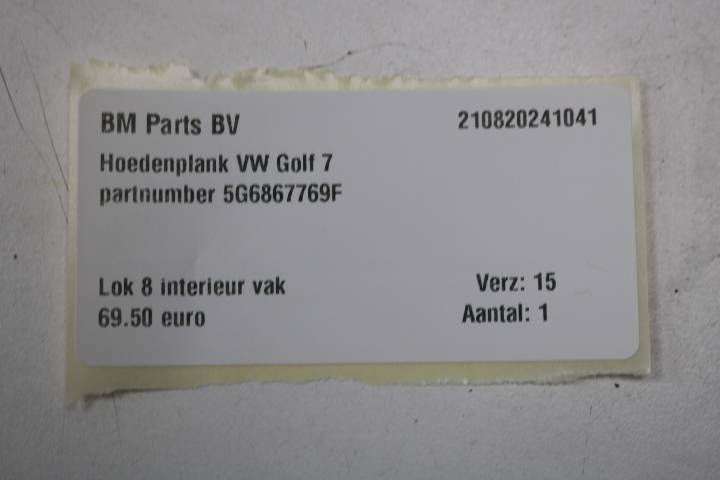 BM Parts BV 210820241041
Hoedenplank VW Golf 7
partnumber 5G6867769F
Lok 8 interieur vak Verz: 15
69.50 euro Aantal: 1